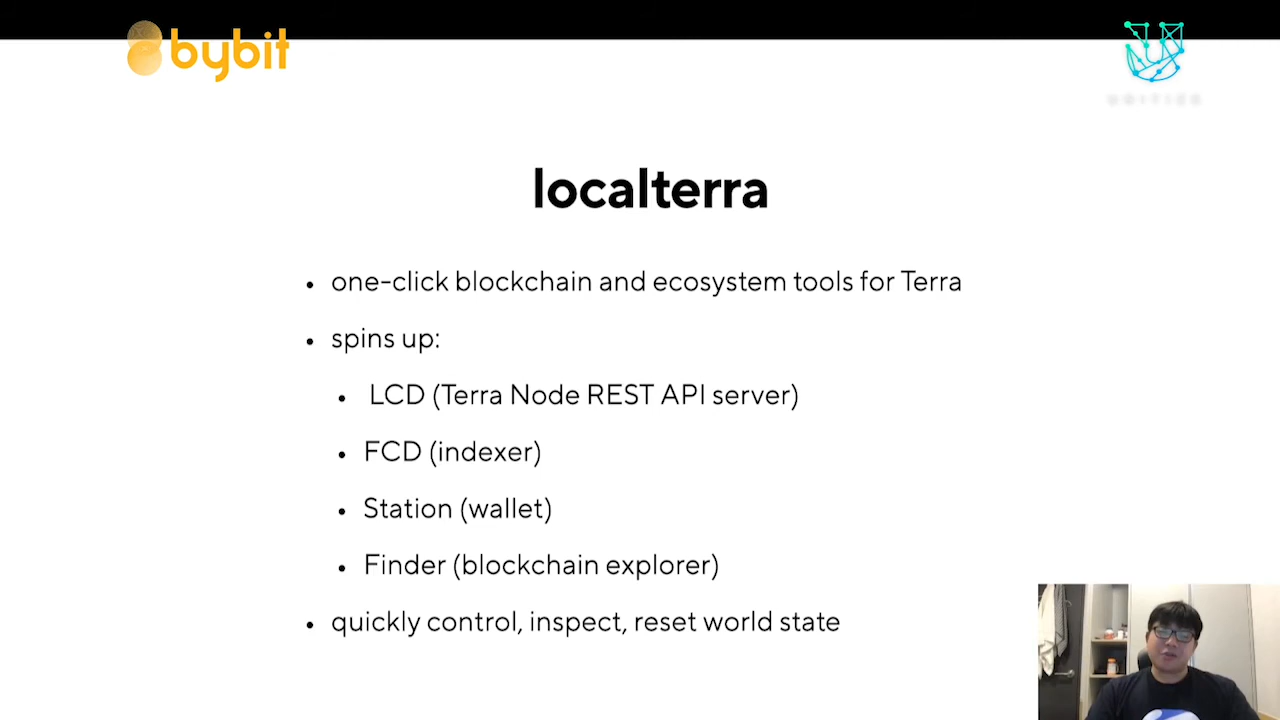 bybit
UNITIZE
localterra
• one-click blockchain and ecosystem tools for Terra
• spins up:
• LCD (Terra Node REST API server)
• FCD (indexer)
• Station (wallet)
• Finder (blockchain explorer)
• quickly control, inspect, reset world state